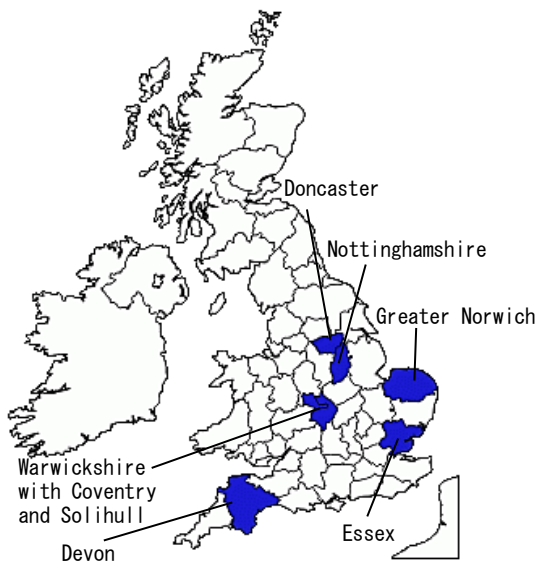 Doncaster
Nottinghamshire
Greater Norwich
Warwickshire
with Coventry
and Solihull
Essex
Devon